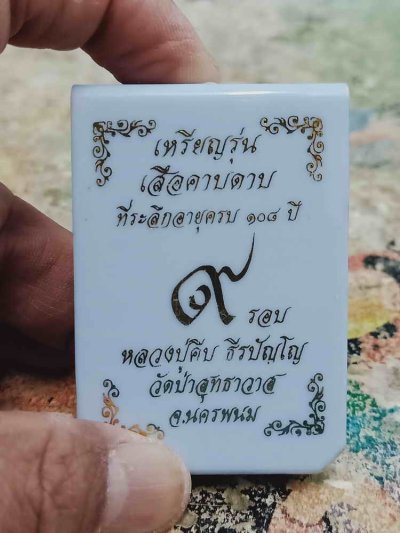 เหรียญรุ่น
เสือคาบดาบ
ที่ระลึกอายุครบ ๑๐๘ ปี
๙ รอบ
หลวงปู่คีบ ธีรปัญโญ
วัดป่าสุทธาวาส
จ.นครพนม